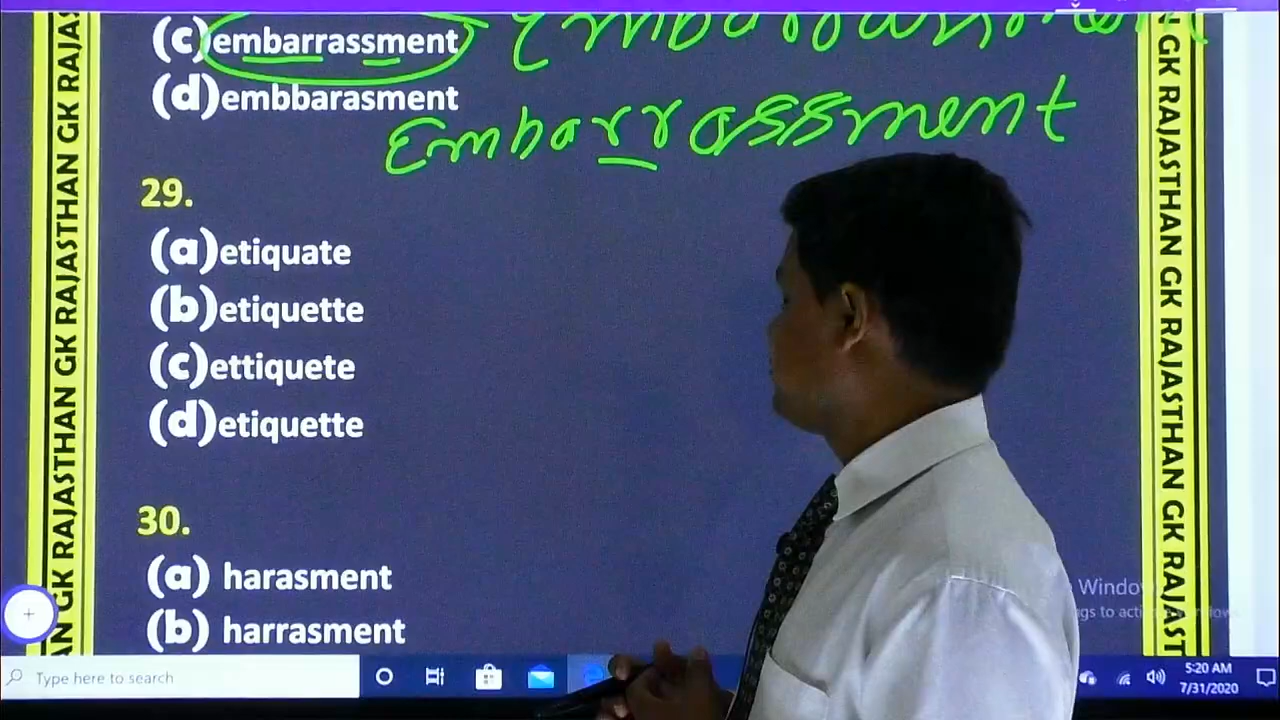 (c) embarrassment
(d)embbarasment
Embarrassment
29.
(a)etiquate
(b)etiquette
(c)ettiquete
(d)etiquette
30.
(a) harasment
(b) harrasment
GK RAJASTHAN GK RAJASTHAN GK RAJAS
GK RAJASTHAN GK RAJASTHAN GK RAJAST
Type here to search
5:20 AM
7/31/2020